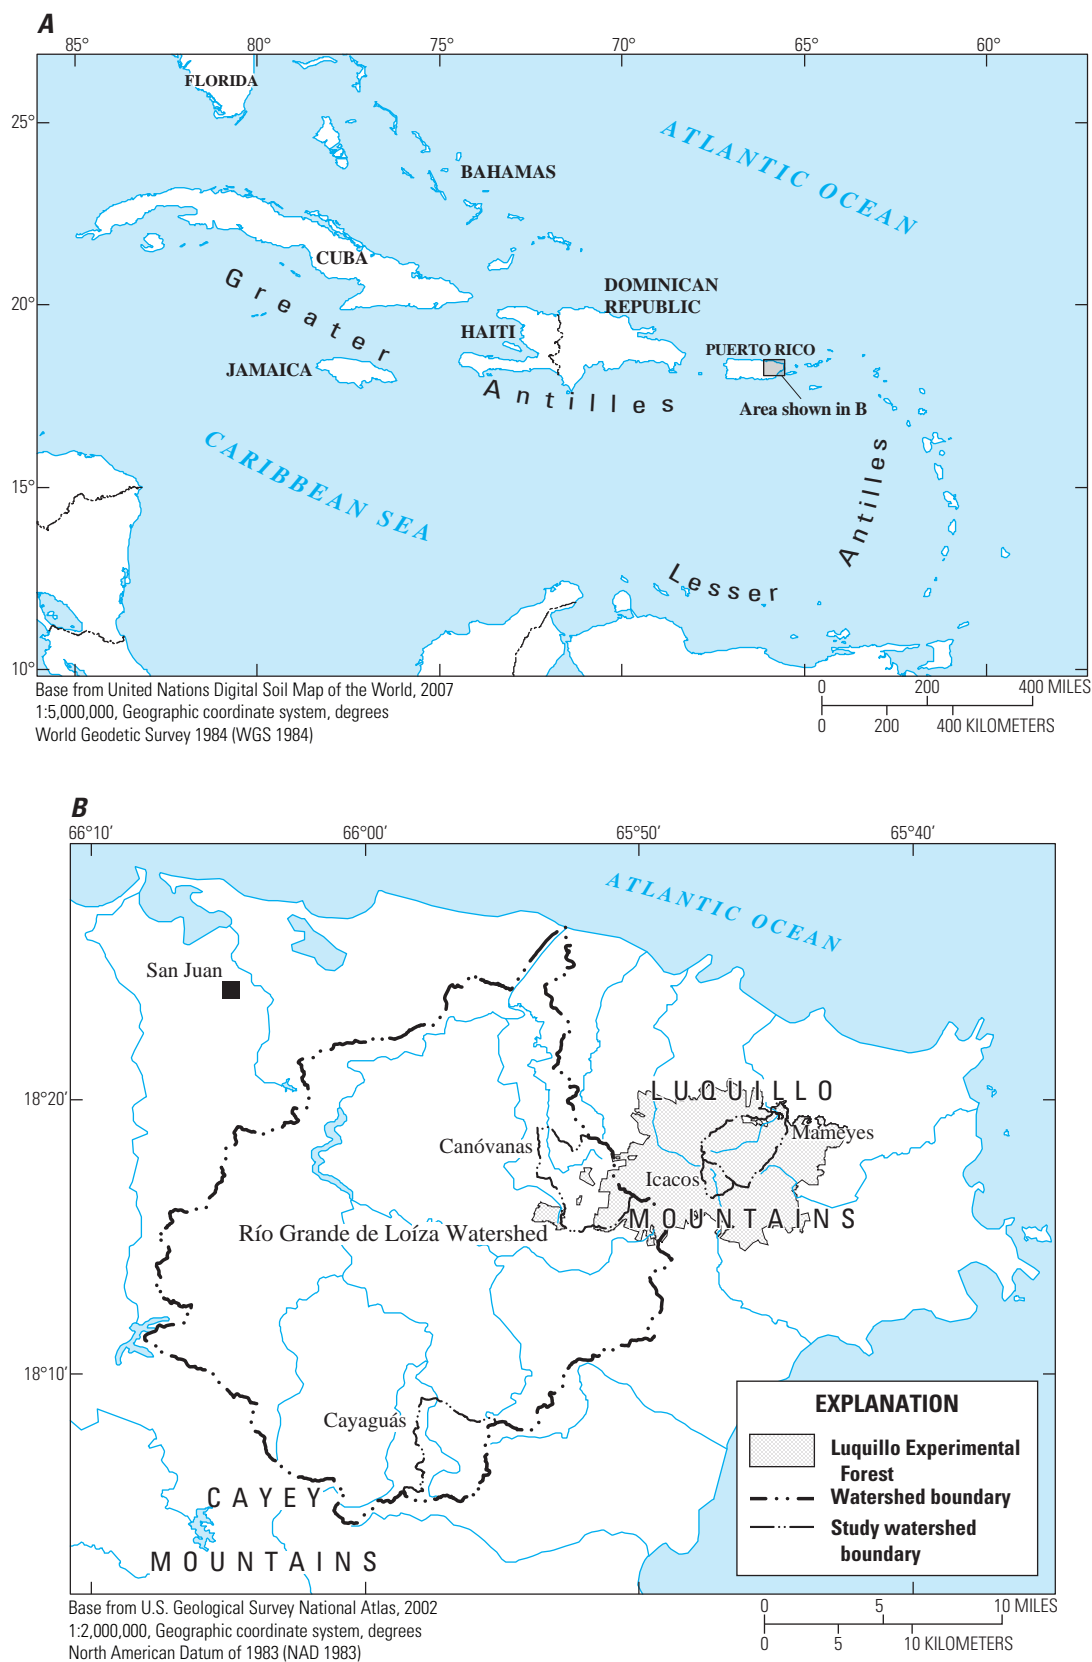 A
85°
80°
75°
70°
65°
60°
FLORIDA
25°
ATLANTIC OCEAN
BAHAMAS
CUBA
Greater
DOMINICAN
REPUBLIC
20°
HAITI
PUERTO RICO
JAMAICA
Antilles
Area shown in B
CARIBBEAN SEA
Antilles
15°
Lesser
10°
Base from United Nations Digital Soil Map of the World, 2007
1:5,000,000, Geographic coordinate system, degrees
World Geodetic Survey 1984 (WGS 1984)
0 200 400 MILES
0 200 400 KILOMETERS
B
66°10′
66°00′
65°50′
65°40′
ATLANTIC OCEAN
San Juan
18°20′
LUQUILLO
Mameyes
Canóvanas
Icacos
MOUNTAINS
Río Grande de Loíza Watershed
18°10′
Cayaguás
CAYEY
MOUNTAINS
EXPLANATION
Luquillo Experimental
Forest
Watershed boundary
Study watershed
boundary
Base from U.S. Geological Survey National Atlas, 2002
1:2,000,000, Geographic coordinate system, degrees
North American Datum of 1983 (NAD 1983)
0 5 10 MILES
0 5 10 KILOMETERS